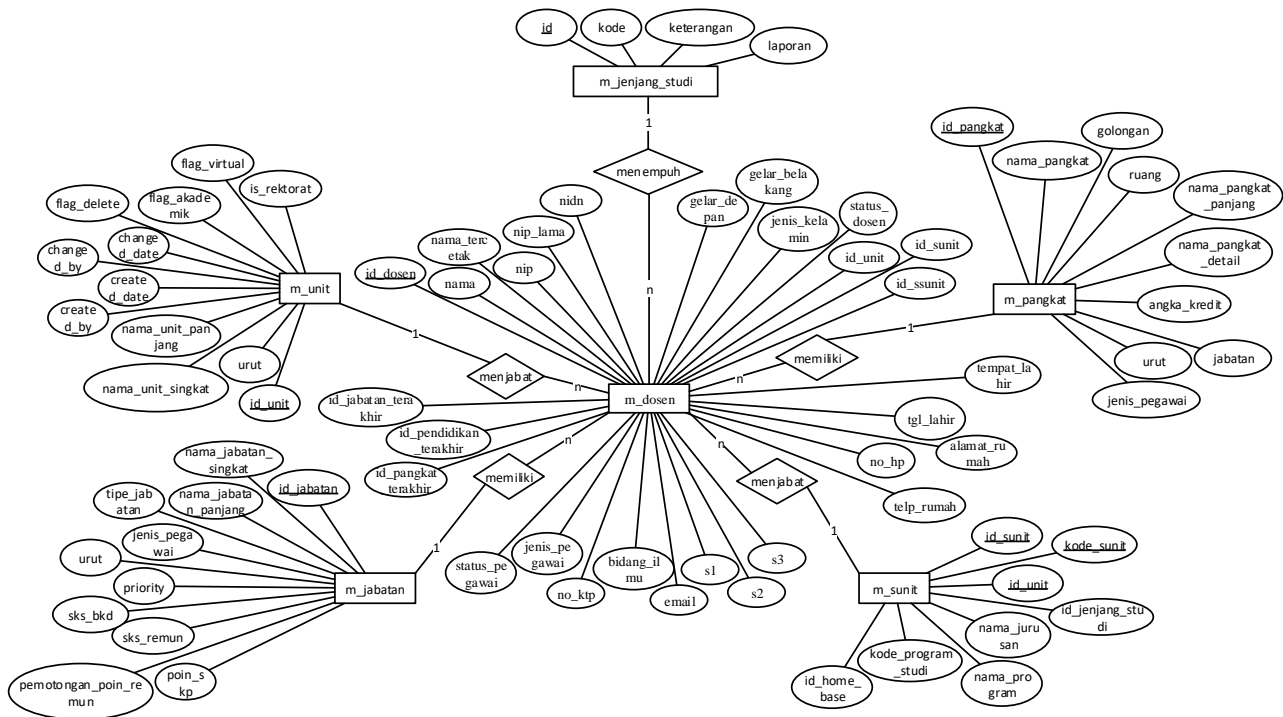 id
kode
keterangan
laporan
m_jenjang_studi
1
menempuh
n
flag_virtual
is_rektorat
flag_akade
mik
flag_delete
change
d_date
change
d_by
create
d_date
create
d_by
nama_unit_pan
jang
nama_unit_singkat
urut
id_unit
m_unit
1
menjabat
n
id_dosen
nama_terc
etak
nama
nip_lama
nip
nidn
gelar_de
pan
gelar_bela
kang
jenis_kela
min
status_
dosen
id_unit
id_sunit
id_ssunit
m_dosen
id_pangkat
nama_pangkat
golongan
ruang
nama_pangkat
_panjang
nama_pangkat
_detail
angka_kredit
jabatan
urut
jenis_pegawai
m_pangkat
1
memiliki
n
tempat_la
hir
tgl_lahir
alamat_ru
mah
no_hp
telp_rumah
id_jabatan_tera
khir
id_pendidikan
_terakhir
id_pangkat
_terakhir
status_pe
gawai
jenis_pe
gawai
no_ktp
bidang_il
mu
email
s1
s2
s3
n
memiliki
1
nama_jabatan_
singkat
id_jabatan
nama_jabata
n_panjang
tipe_jab
atan
jenis_pega
wai
urut
priority
sks_bkd
sks_remun
pemotongan_poin_re
mun
poin_s
kp
m_jabatan
n
menjabat
1
m_sunit
id_sunit
kode_sunit
id_unit
id_jenjang_stu
di
nama_juru
san
kode_program
_studi
nama_pro
gram
id_home_
base